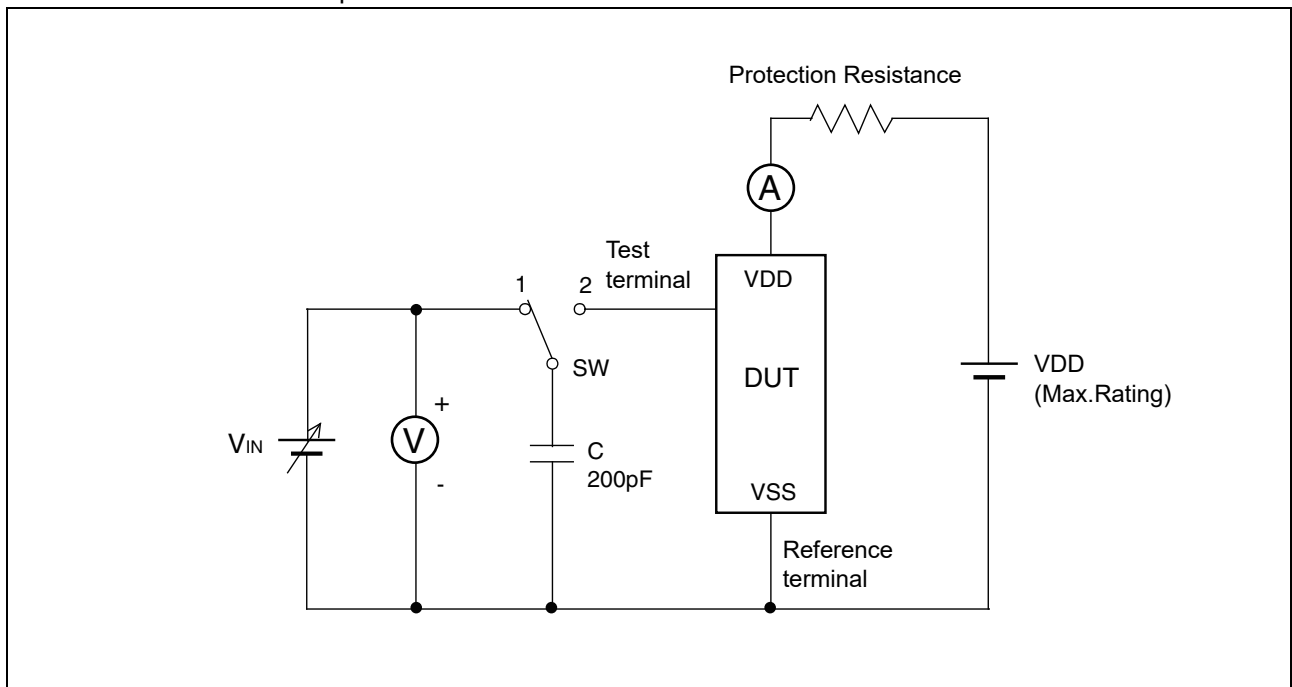 Protection Resistance
A
Test
terminal
VDD
1
2
SW
DUT
VDD
(Max.Rating)
VIN
+
V
-
C
200pF
VSS
Reference
terminal